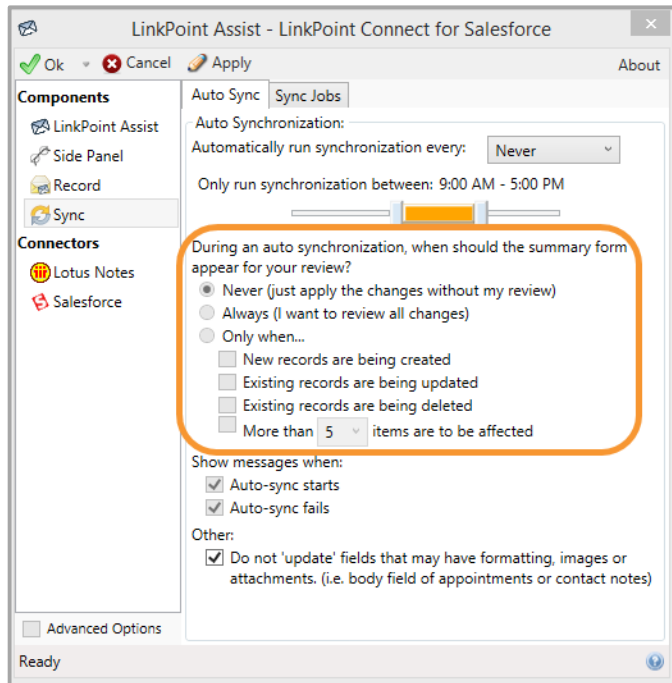 LinkPoint Assist - LinkPoint Connect for Salesforce
Ok Cancel Apply About
Components
LinkPoint Assist
Side Panel
Record
Sync
Connectors
Lotus Notes
Salesforce
Auto Sync Sync Jobs
Auto Synchronization:
Automatically run synchronization every: Never
Only run synchronization between: 9:00 AM - 5:00 PM
During an auto synchronization, when should the summary form
appear for your review?
Never (just apply the changes without my review)
Always (I want to review all changes)
Only when...
New records are being created
Existing records are being updated
Existing records are being deleted
More than 5 items are to be affected
Show messages when:
Auto-sync starts
Auto-sync fails
Other:
Do not 'update' fields that may have formatting, images or
attachments. (i.e. body field of appointments or contact notes)
Advanced Options
Ready